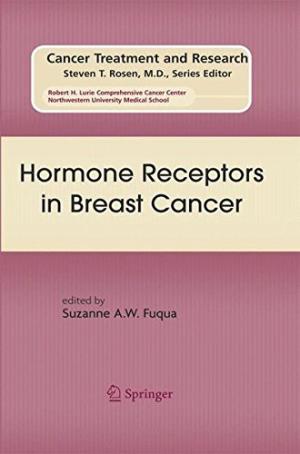 Cancer Treatment and Research
Steven T. Rosen, M.D., Series Editor
Robert H. Lurie Comprehensive Cancer Center
Northwestern University Medical School
Hormone Receptors
in Breast Cancer
edited by
Suzanne A.W. Fuqua
Springer